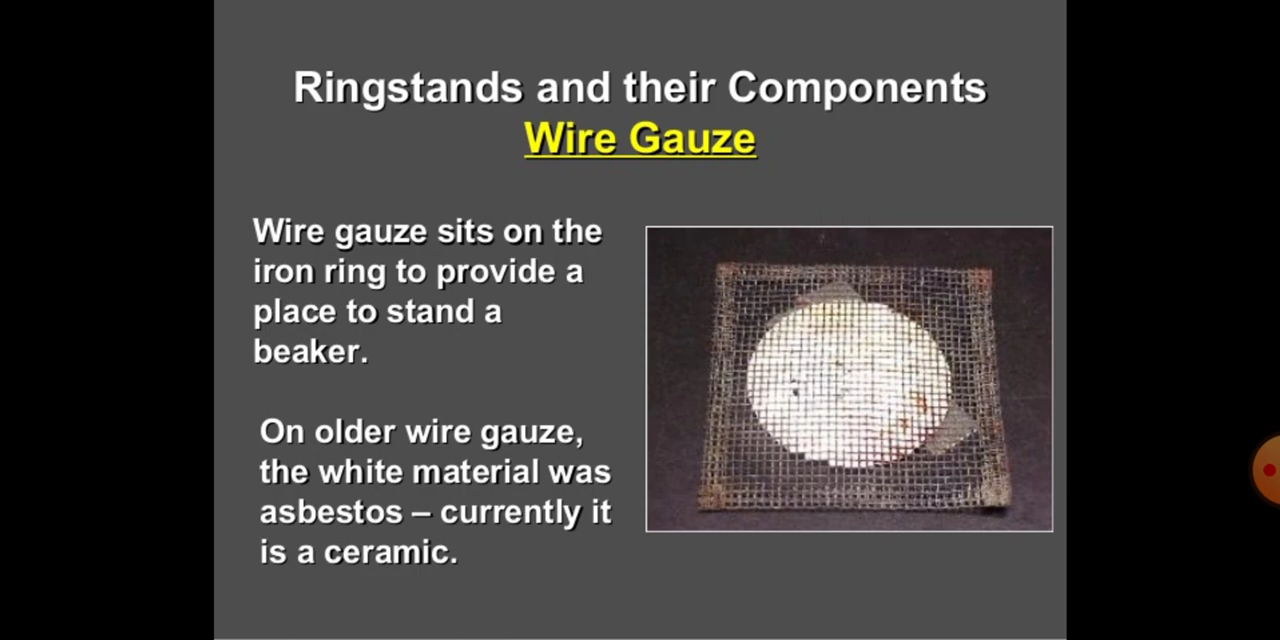 Ringstands and their Components
Wire Gauze
Wire gauze sits on the
iron ring to provide a
place to stand a
beaker.
On older wire gauze,
the white material was
asbestos – currently it
is a ceramic.